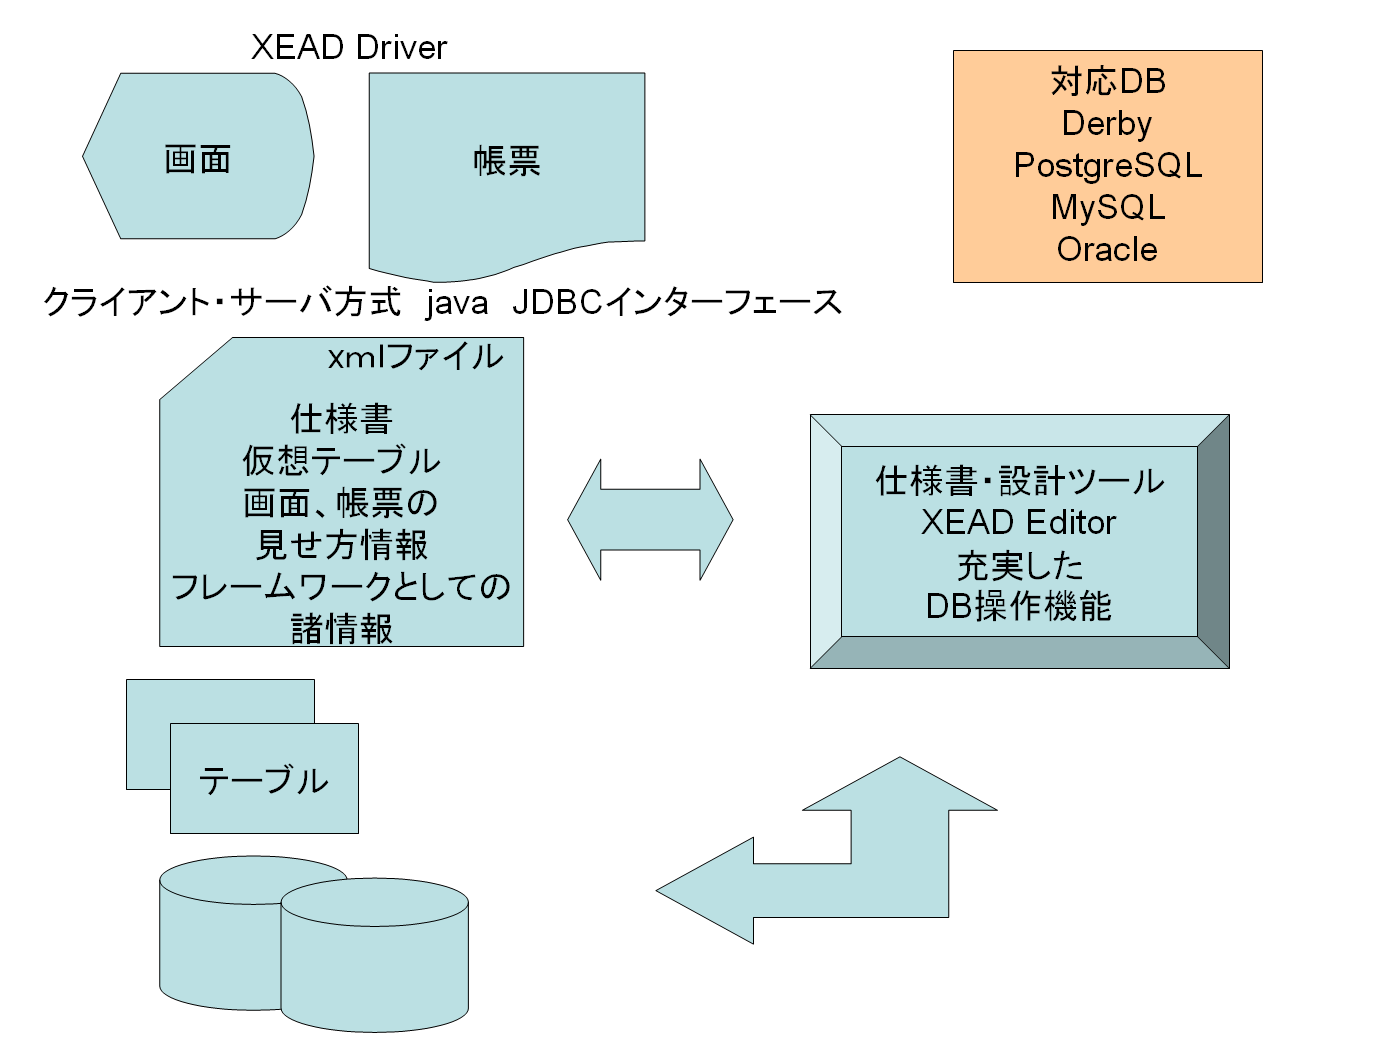 XEAD Driver
画面
帳票
対応DB
Derby
PostgreSQL
MySQL
Oracle
クライアント・サーバ方式　java　JDBCインターフェース
xmlファイル
仕様書
仮想テーブル
画面、帳票の
見せ方情報
フレームワークとしての
諸情報
仕様書・設計ツール
XEAD Editor
充実した
DB操作機能
テーブル